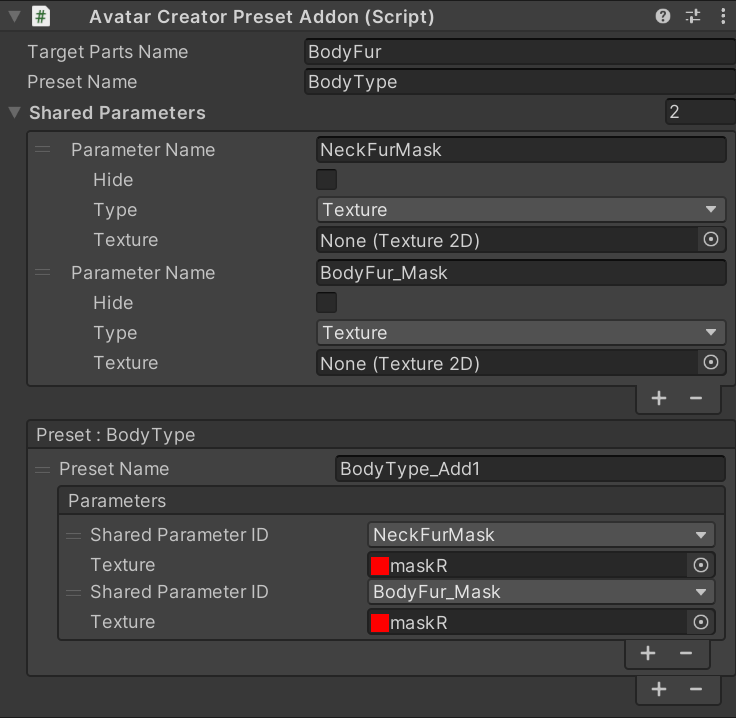 # Avatar Creator Preset Addon (Script)
Target Parts Name BodyFur
Preset Name BodyType
Shared Parameters 2
Parameter Name NeckFurMask
Hide
Type Texture
Texture None (Texture 2D)
Parameter Name BodyFur_Mask
Hide
Type Texture
Texture None (Texture 2D)
+ −
Preset : BodyType
Preset Name BodyType_Add1
Parameters
Shared Parameter ID NeckFurMask
Texture maskR
Shared Parameter ID BodyFur_Mask
Texture maskR
+ −
+ −